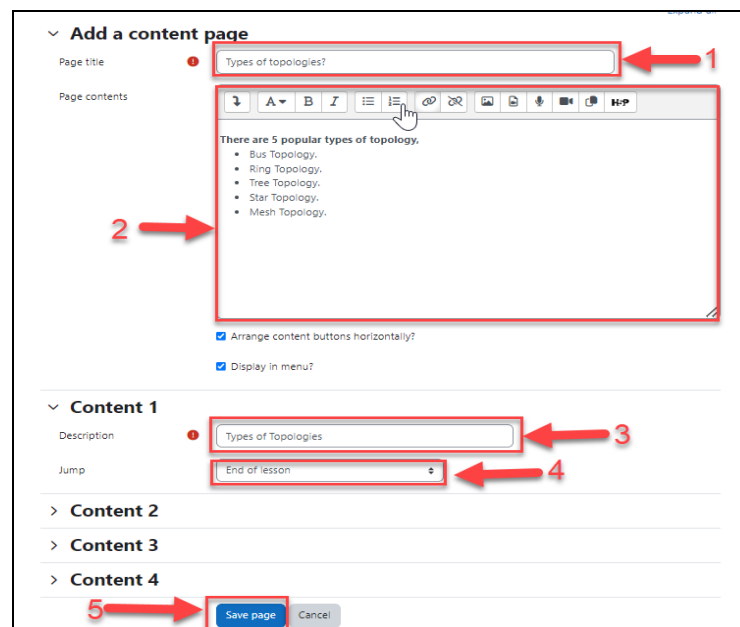 Add a content page
Page title
Types of topologies?
1
Page contents
A B I H-P
There are 5 popular types of topology,
Bus Topology.
Ring Topology.
Tree Topology.
Star Topology.
Mesh Topology.
2
Arrange content buttons horizontally?
Display in menu?
Content 1
Description
Types of Topologies
3
Jump
End of lesson
4
Content 2
Content 3
Content 4
5
Save page Cancel